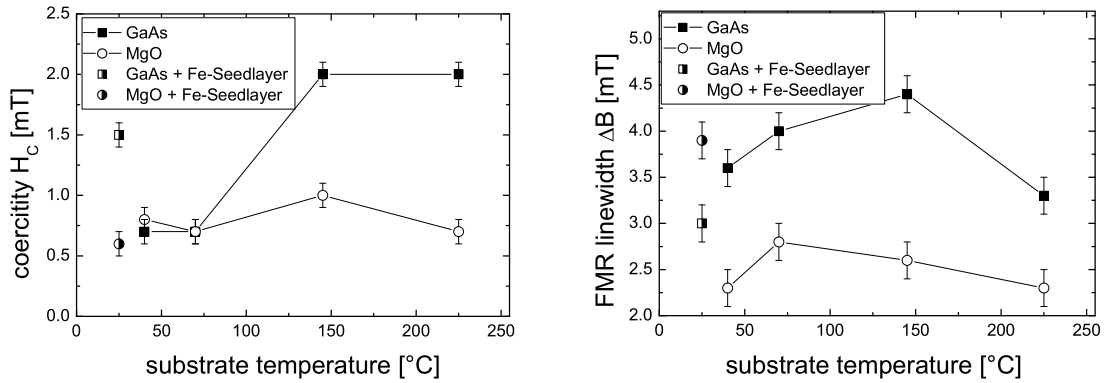 2.5
2.0
1.5
1.0
0.5
0.0
coercitity H_C [mT]
GaAs
MgO
GaAs + Fe-Seedlayer
MgO + Fe-Seedlayer
0 50 100 150 200 250
substrate temperature [°C]
5.0
4.5
4.0
3.5
3.0
2.5
2.0
FMR linewidth ΔB [mT]
GaAs
MgO
GaAs + Fe-Seedlayer
MgO + Fe-Seedlayer
0 50 100 150 200 250
substrate temperature [°C]